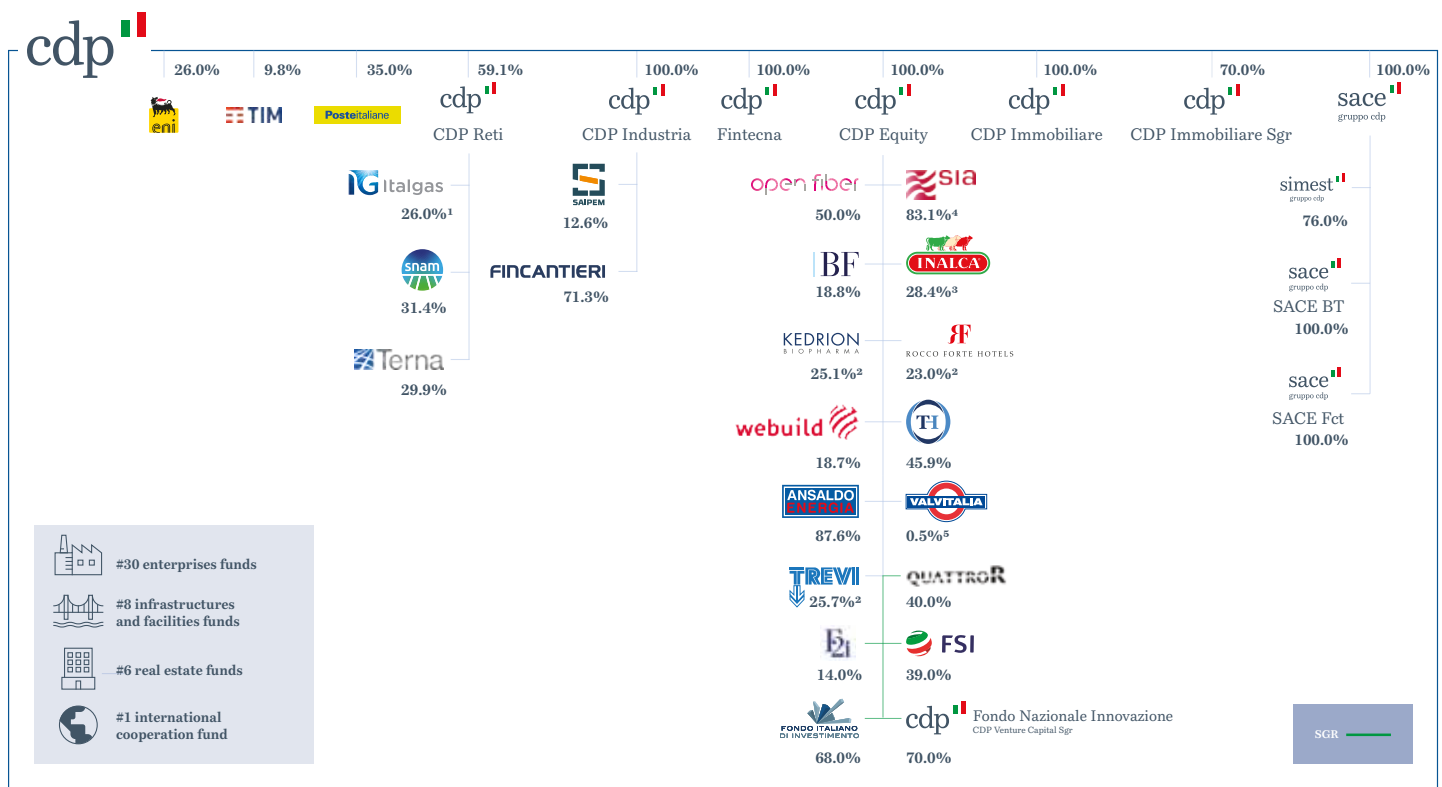 cdp
26.0% 9.8% 35.0% 59.1% 100.0% 100.0% 100.0% 100.0% 70.0% 100.0%
eni TIM Posteitaliane cdp cdp cdp cdp cdp cdp sace
gruppo cdp
CDP Reti CDP Industria Fintecna CDP Equity CDP Immobiliare CDP Immobiliare Sgr
IG Italgas
26.0%¹
snam
31.4%
Terna
29.9%
SAIPEM
12.6%
FINCANTIERI
71.3%
open fiber
50.0%
sia
83.1%⁴
BF
18.8%
INALCA
28.4%³
KEDRION
BIOPHARMA
25.1%²
RF
ROCCO FORTE HOTELS
23.0%²
webuild
18.7%
TH
45.9%
ANSALDO
ENERGIA
87.6%
VALVITALIA
0.5%⁵
TREVI
25.7%²
QUATTROR
40.0%
F2i
14.0%
FSI
39.0%
FONDO ITALIANO
DI INVESTIMENTO
68.0%
cdp Fondo Nazionale Innovazione
CDP Venture Capital Sgr
70.0%
simest
gruppo cdp
76.0%
sace
gruppo cdp
SACE BT
100.0%
sace
gruppo cdp
SACE Fct
100.0%
#30 enterprises funds
#8 infrastructures
and facilities funds
#6 real estate funds
#1 international
cooperation fund
SGR